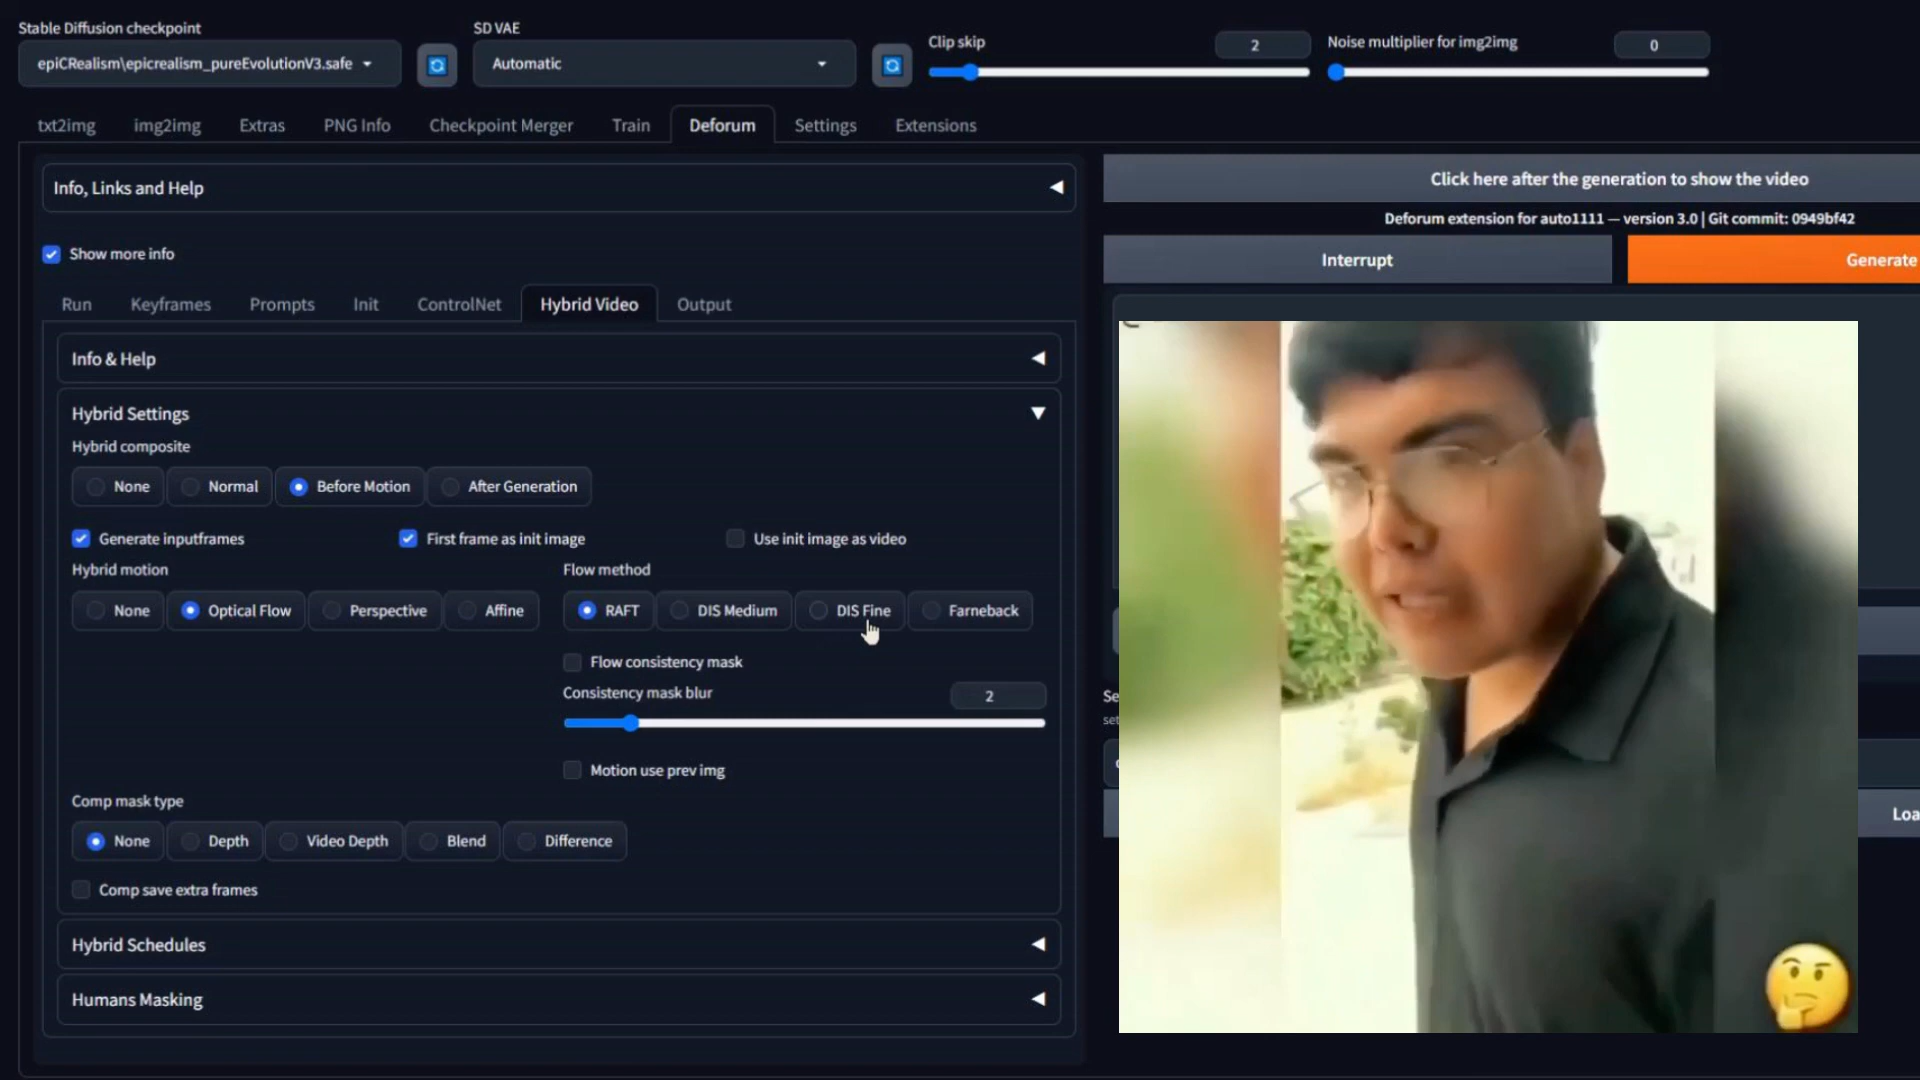 Stable Diffusion checkpoint
SD VAE
Clip skip
2
Noise multiplier for img2img
0
epiCRealism\epicrealism_pureEvolutionV3.safe
Automatic
txt2img img2img Extras PNG Info Checkpoint Merger Train Deforum Settings Extensions
Info, Links and Help
Click here after the generation to show the video
Deforum extension for auto1111 — version 3.0 | Git commit: 0949bf42
Show more info
Interrupt
Generate
Run Keyframes Prompts Init ControlNet Hybrid Video Output
Info & Help
Hybrid Settings
Hybrid composite
None Normal Before Motion After Generation
Generate inputframes First frame as init image Use init image as video
Hybrid motion
Flow method
None Optical Flow Perspective Affine
RAFT DIS Medium DIS Fine Farneback
Flow consistency mask
Consistency mask blur
2
Motion use prev img
Comp mask type
None Depth Video Depth Blend Difference
Comp save extra frames
Hybrid Schedules
Humans Masking
Se
set
Loa